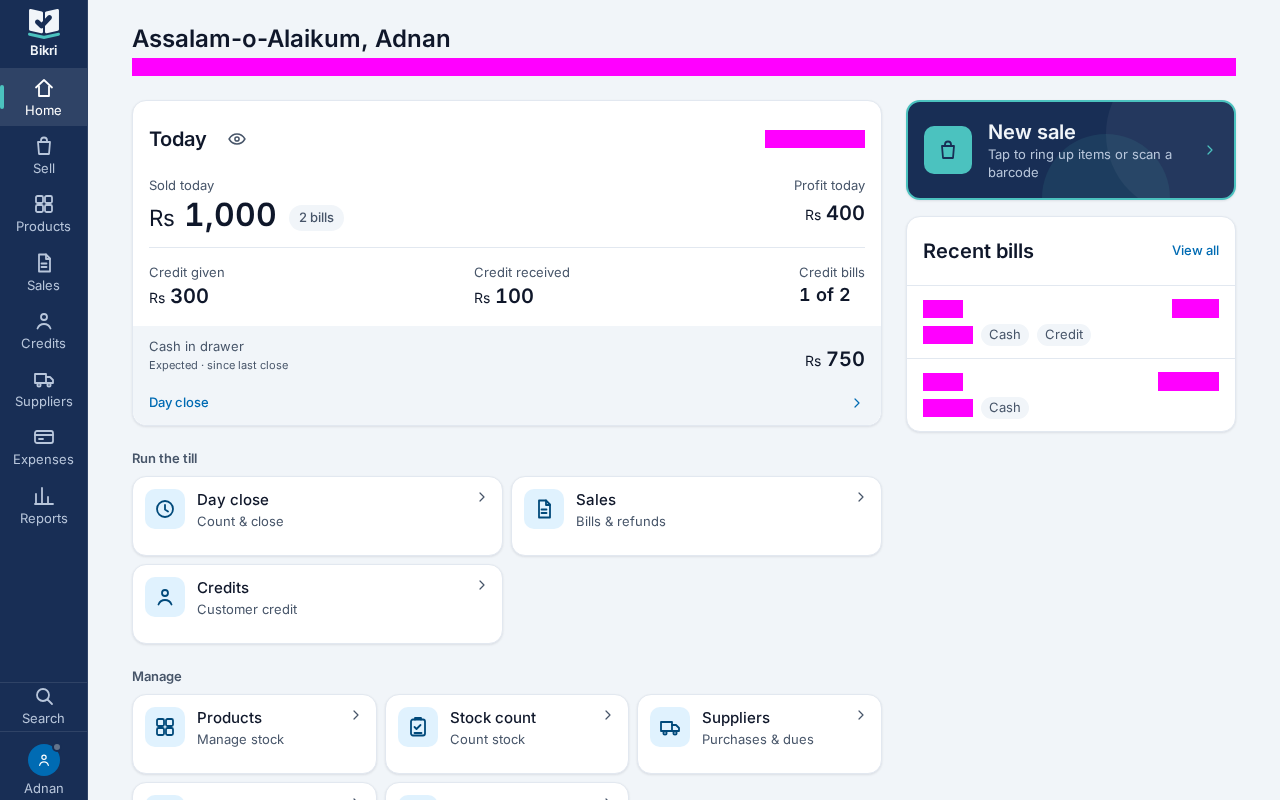 Bikri
Home
Sell
Products
Sales
Credits
Suppliers
Expenses
Reports
Search
Adnan
Assalam-o-Alaikum, Adnan
Today
Sold today
Rs 1,000 2 bills
Profit today
Rs 400
Credit given
Rs 300
Credit received
Rs 100
Credit bills
1 of 2
Cash in drawer
Expected · since last close
Rs 750
Day close
New sale
Tap to ring up items or scan a
barcode
Recent bills
View all
Cash Credit
Cash
Run the till
Day close
Count & close
Sales
Bills & refunds
Credits
Customer credit
Manage
Products
Manage stock
Stock count
Count stock
Suppliers
Purchases & dues